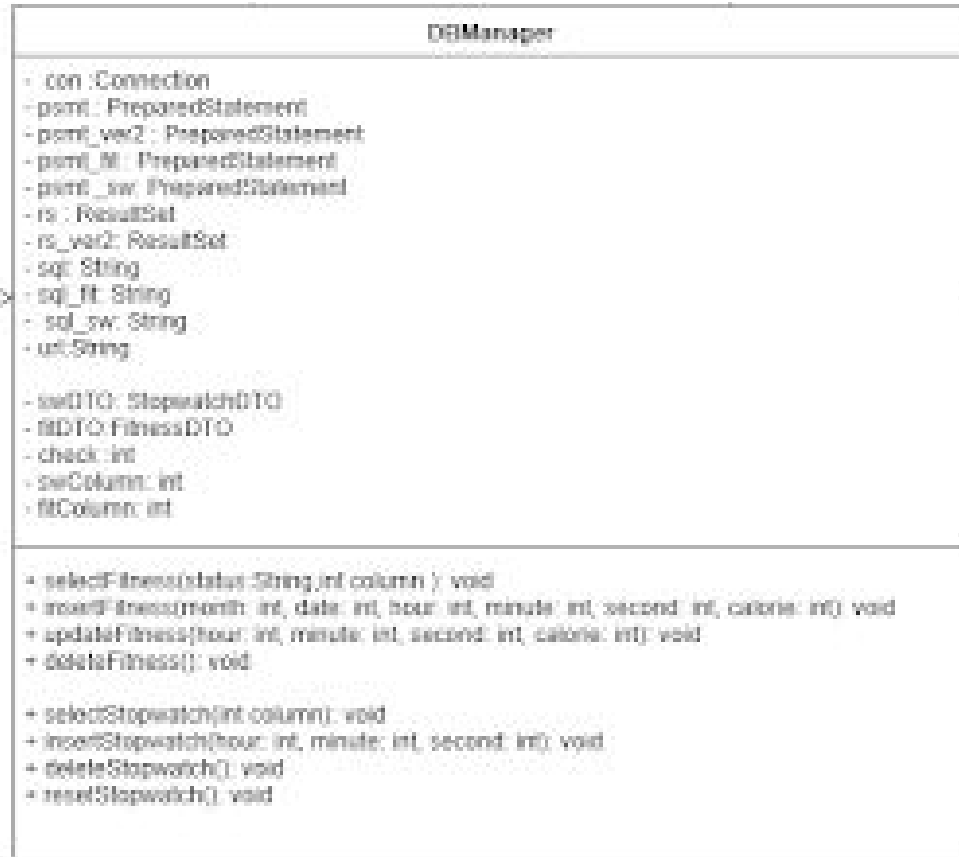 DBManager
- con :Connection
- psmt : PreparedStatement
- psmt_ver2 : PreparedStatement
- psmt_fit : PreparedStatement
- psmt _sw: PreparedStatement
- rs : ResultSet
- rs_ver2: ResultSet
- sql: String
- sql_fit: String
- sql_sw: String
- url:String
- swDTO: StopwatchDTO
- fitDTO:FitnessDTO
- check :int
- swColumn: int
- fitColumn: int
+ selectFitness(status:String,int column ): void
+ insertFitness(month: int, date: int, hour: int, minute: int, second: int, calorie: int): void
+ updateFitness(hour: int, minute: int, second: int, calorie: int): void
+ deleteFitness(): void
+ selectStopwatch(int column): void
+ insertStopwatch(hour: int, minute: int, second: int): void
+ deleteStopwatch(): void
+ resetStopwatch(): void